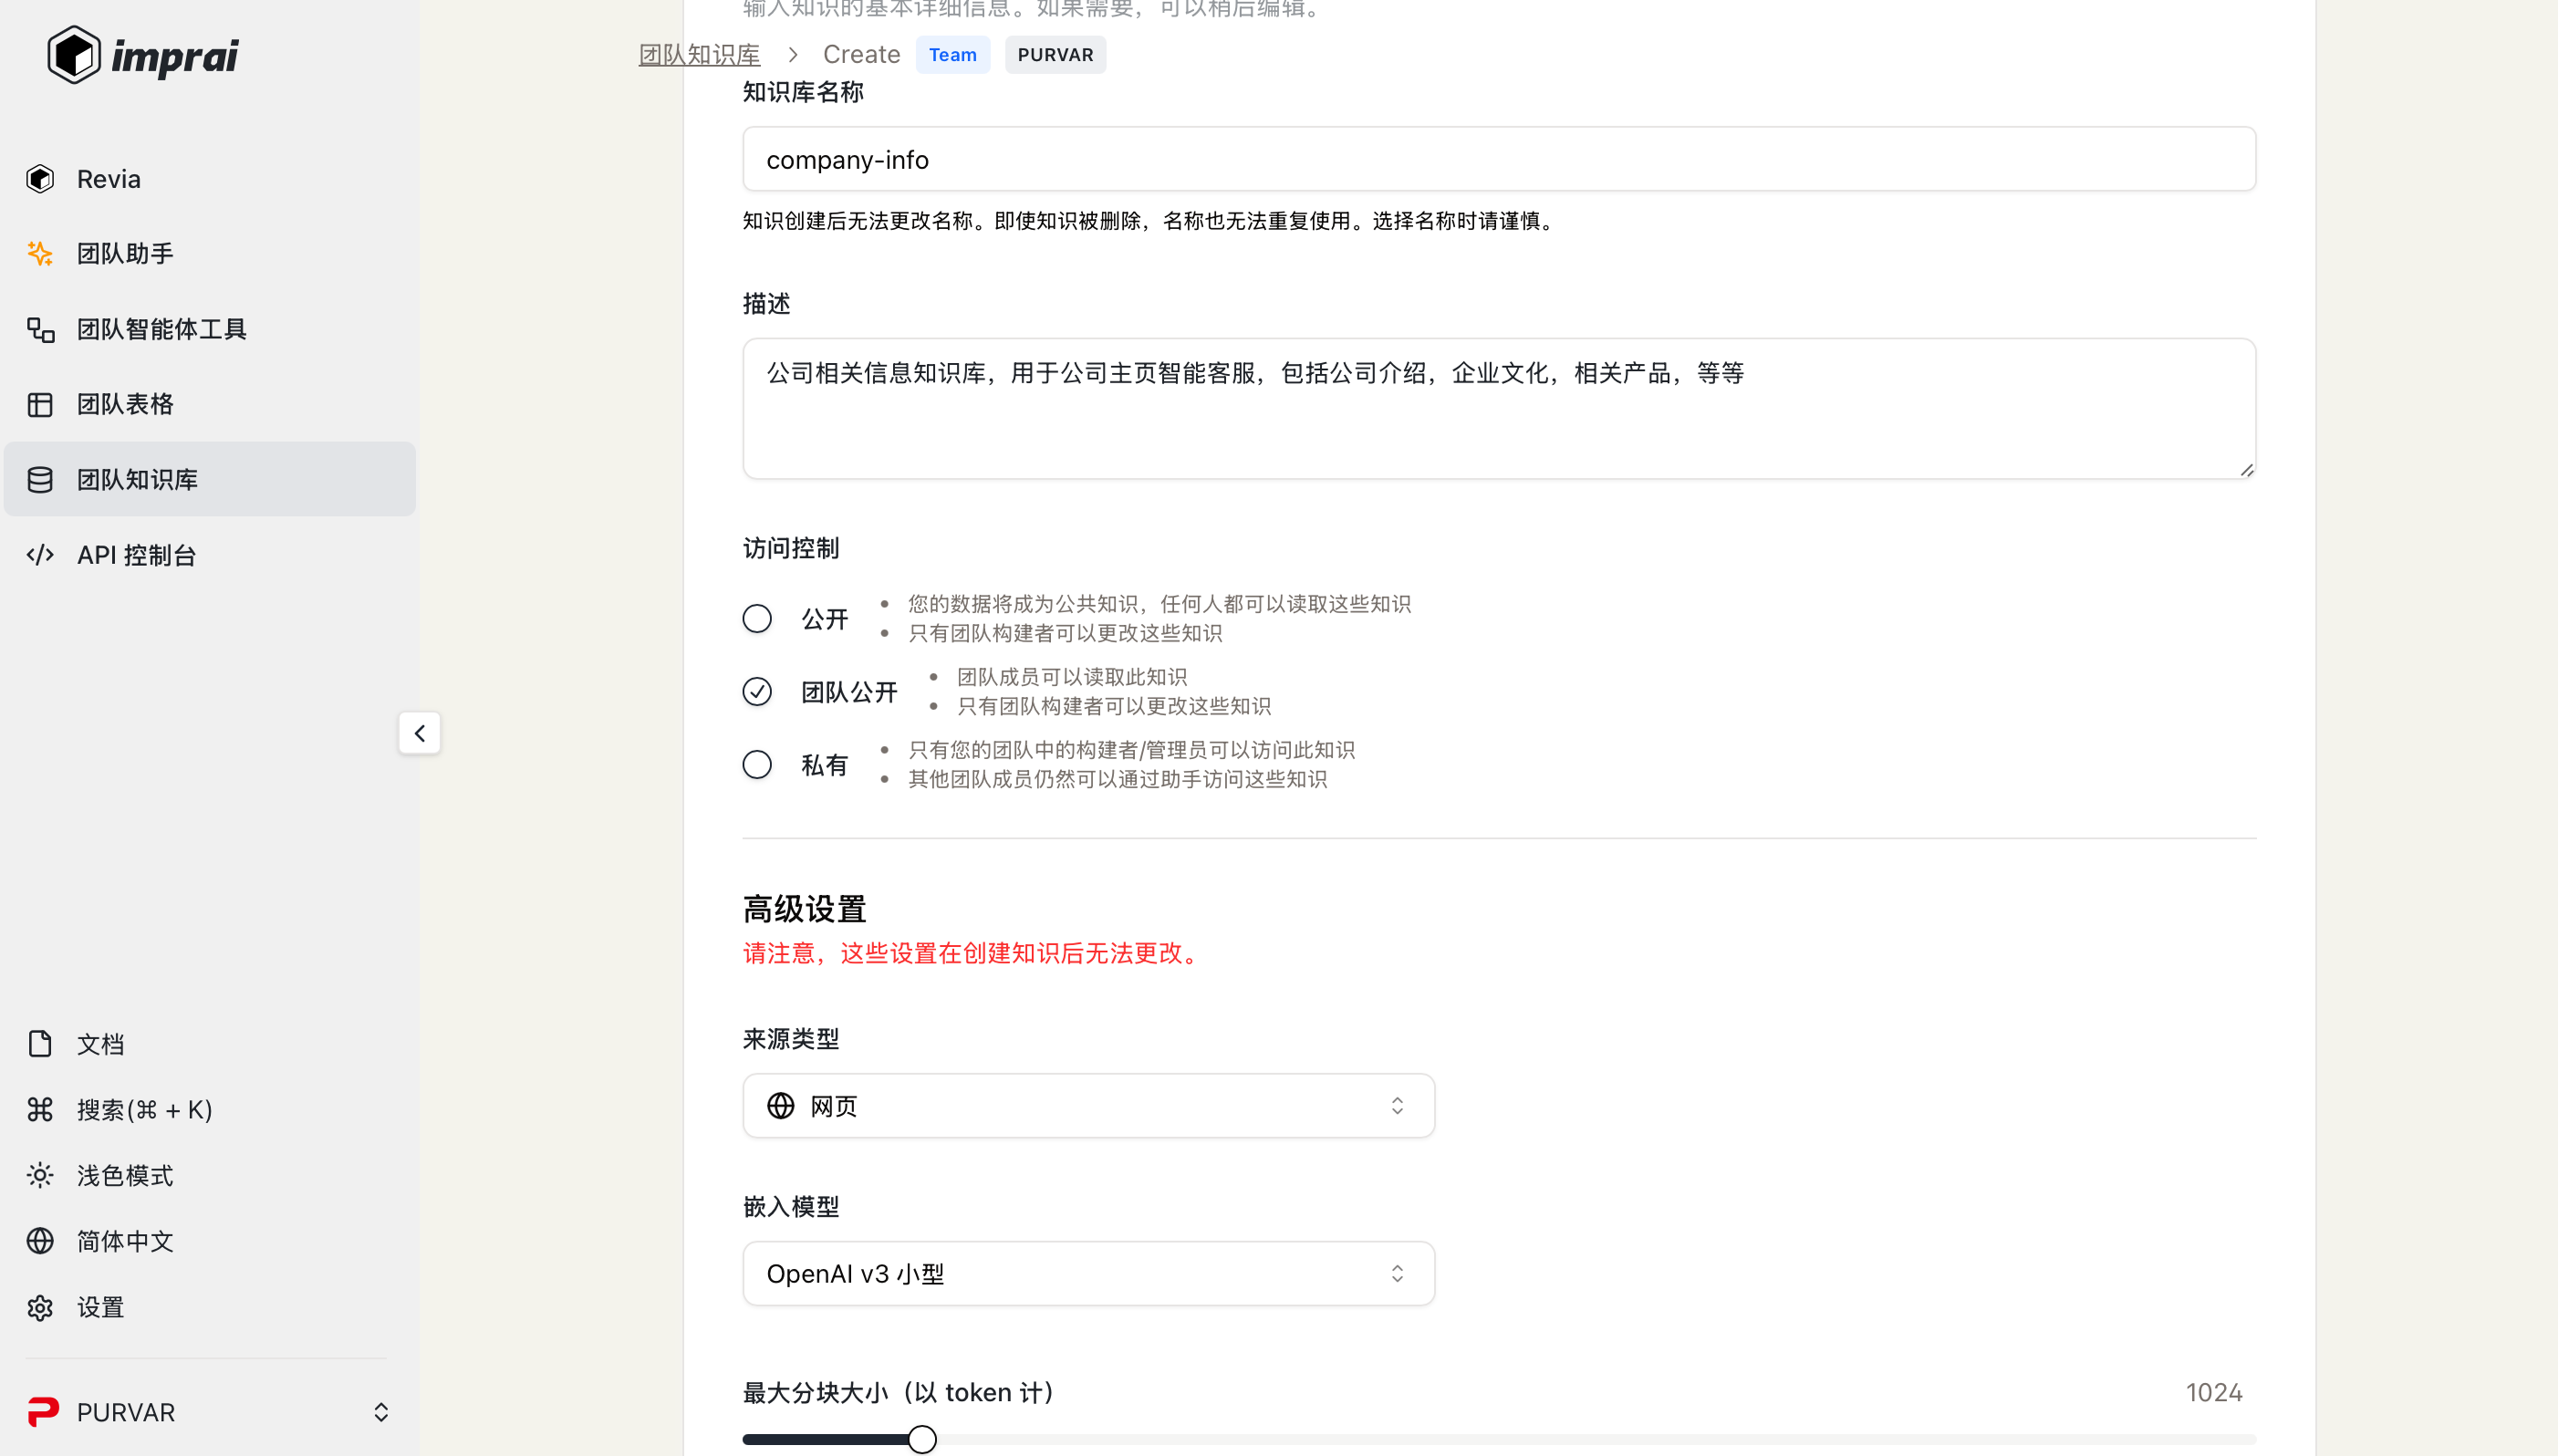 imprai
Revia
团队助手
团队智能体工具
团队表格
团队知识库
API 控制台
文档
搜索(⌘ + K)
浅色模式
简体中文
设置
PURVAR
输入知识的基本详细信息。如果需要，可以稍后编辑。
团队知识库 > Create Team PURVAR
知识库名称
company-info
知识创建后无法更改名称。即使知识被删除，名称也无法重复使用。选择名称时请谨慎。
描述
公司相关信息知识库，用于公司主页智能客服，包括公司介绍，企业文化，相关产品，等等
访问控制
公开
• 您的数据将成为公共知识，任何人都可以读取这些知识
• 只有团队构建者可以更改这些知识
团队公开
• 团队成员可以读取此知识
• 只有团队构建者可以更改这些知识
私有
• 只有您的团队中的构建者/管理员可以访问此知识
• 其他团队成员仍然可以通过助手访问这些知识
高级设置
请注意，这些设置在创建知识后无法更改。
来源类型
网页
嵌入模型
OpenAI v3 小型
最大分块大小（以 token 计） 1024